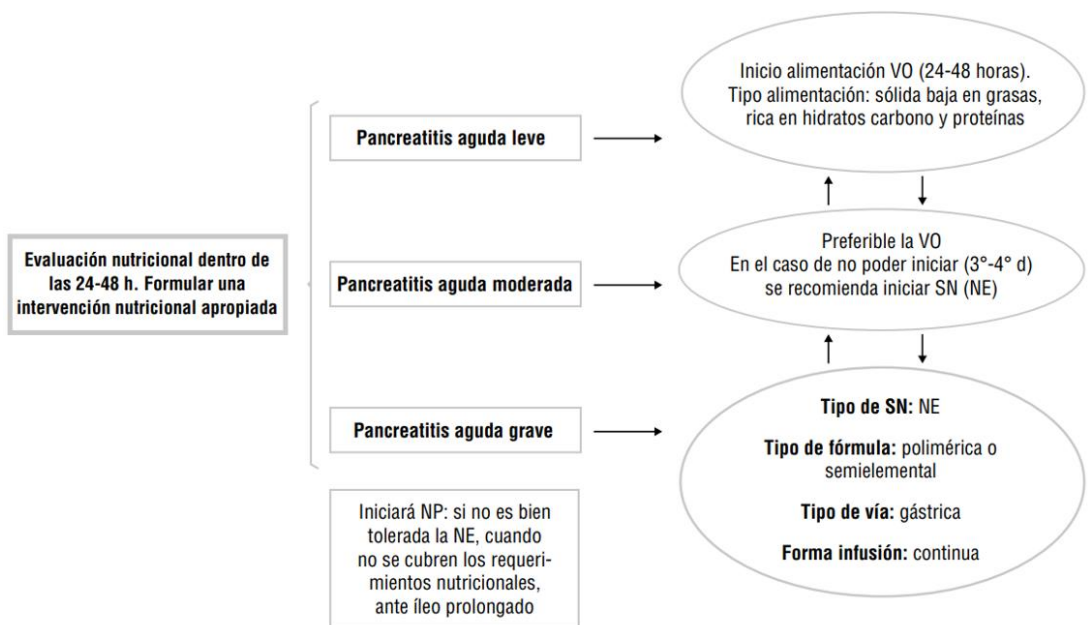 Evaluación nutricional dentro de
las 24-48 h. Formular una
intervención nutricional apropiada
Pancreatitis aguda leve
Inicio alimentación VO (24-48 horas).
Tipo alimentación: sólida baja en grasas,
rica en hidratos carbono y proteínas
Pancreatitis aguda moderada
Preferible la VO
En el caso de no poder iniciar (3°-4° d)
se recomienda iniciar SN (NE)
Pancreatitis aguda grave
Tipo de SN: NE
Tipo de fórmula: polimérica o
semielemental
Tipo de vía: gástrica
Forma infusión: continua
Iniciará NP: si no es bien
tolerada la NE, cuando
no se cubren los requeri-
mientos nutricionales,
ante íleo prolongado